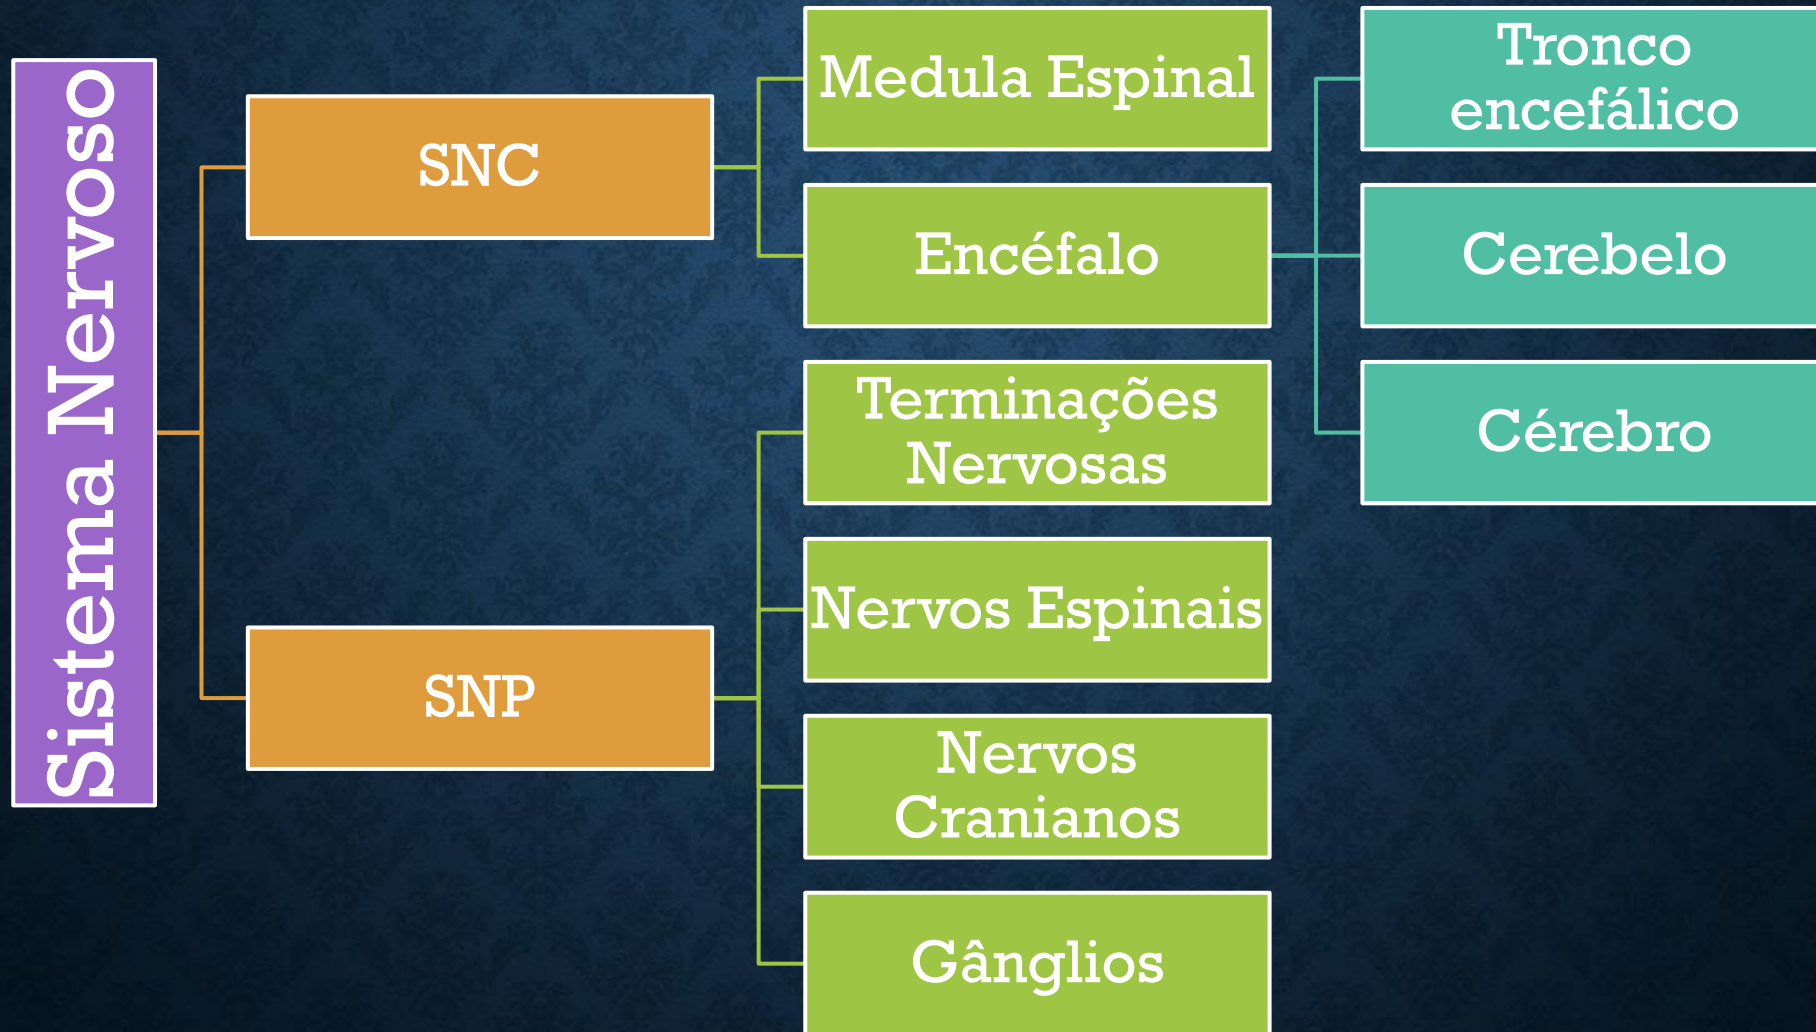 Sistema Nervoso
SNC
Medula Espinal
Encéfalo
Tronco
encefálico
Cerebelo
Cérebro
SNP
Terminações
Nervosas
Nervos Espinais
Nervos
Cranianos
Gânglios